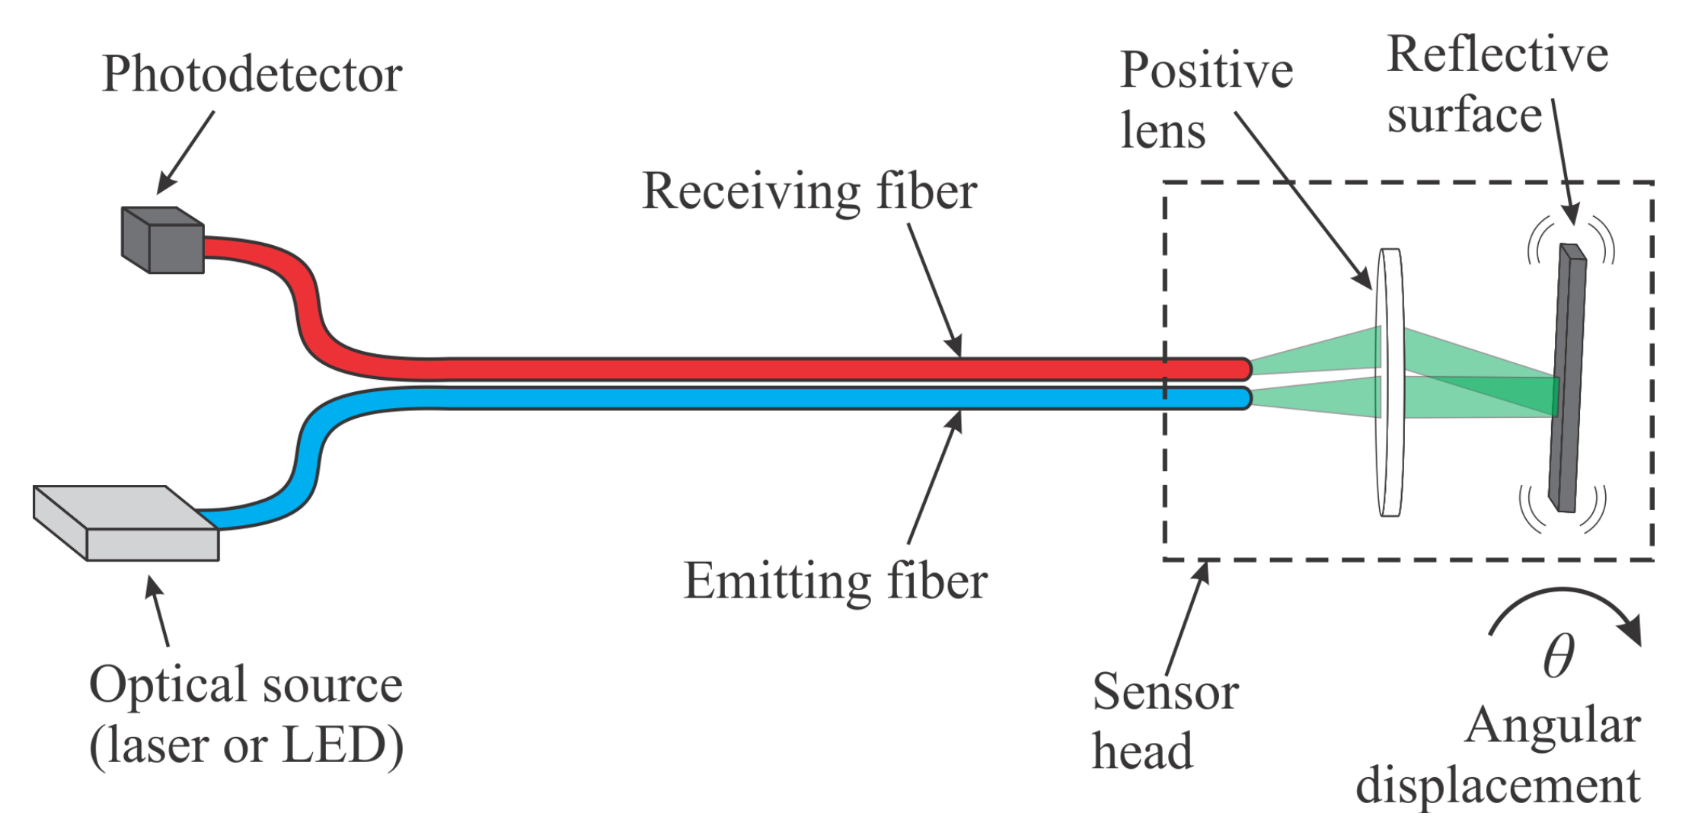 Photodetector
Positive
lens
Reflective
surface
Receiving fiber
Emitting fiber
Optical source
(laser or LED)
Sensor
head
θ
Angular
displacement